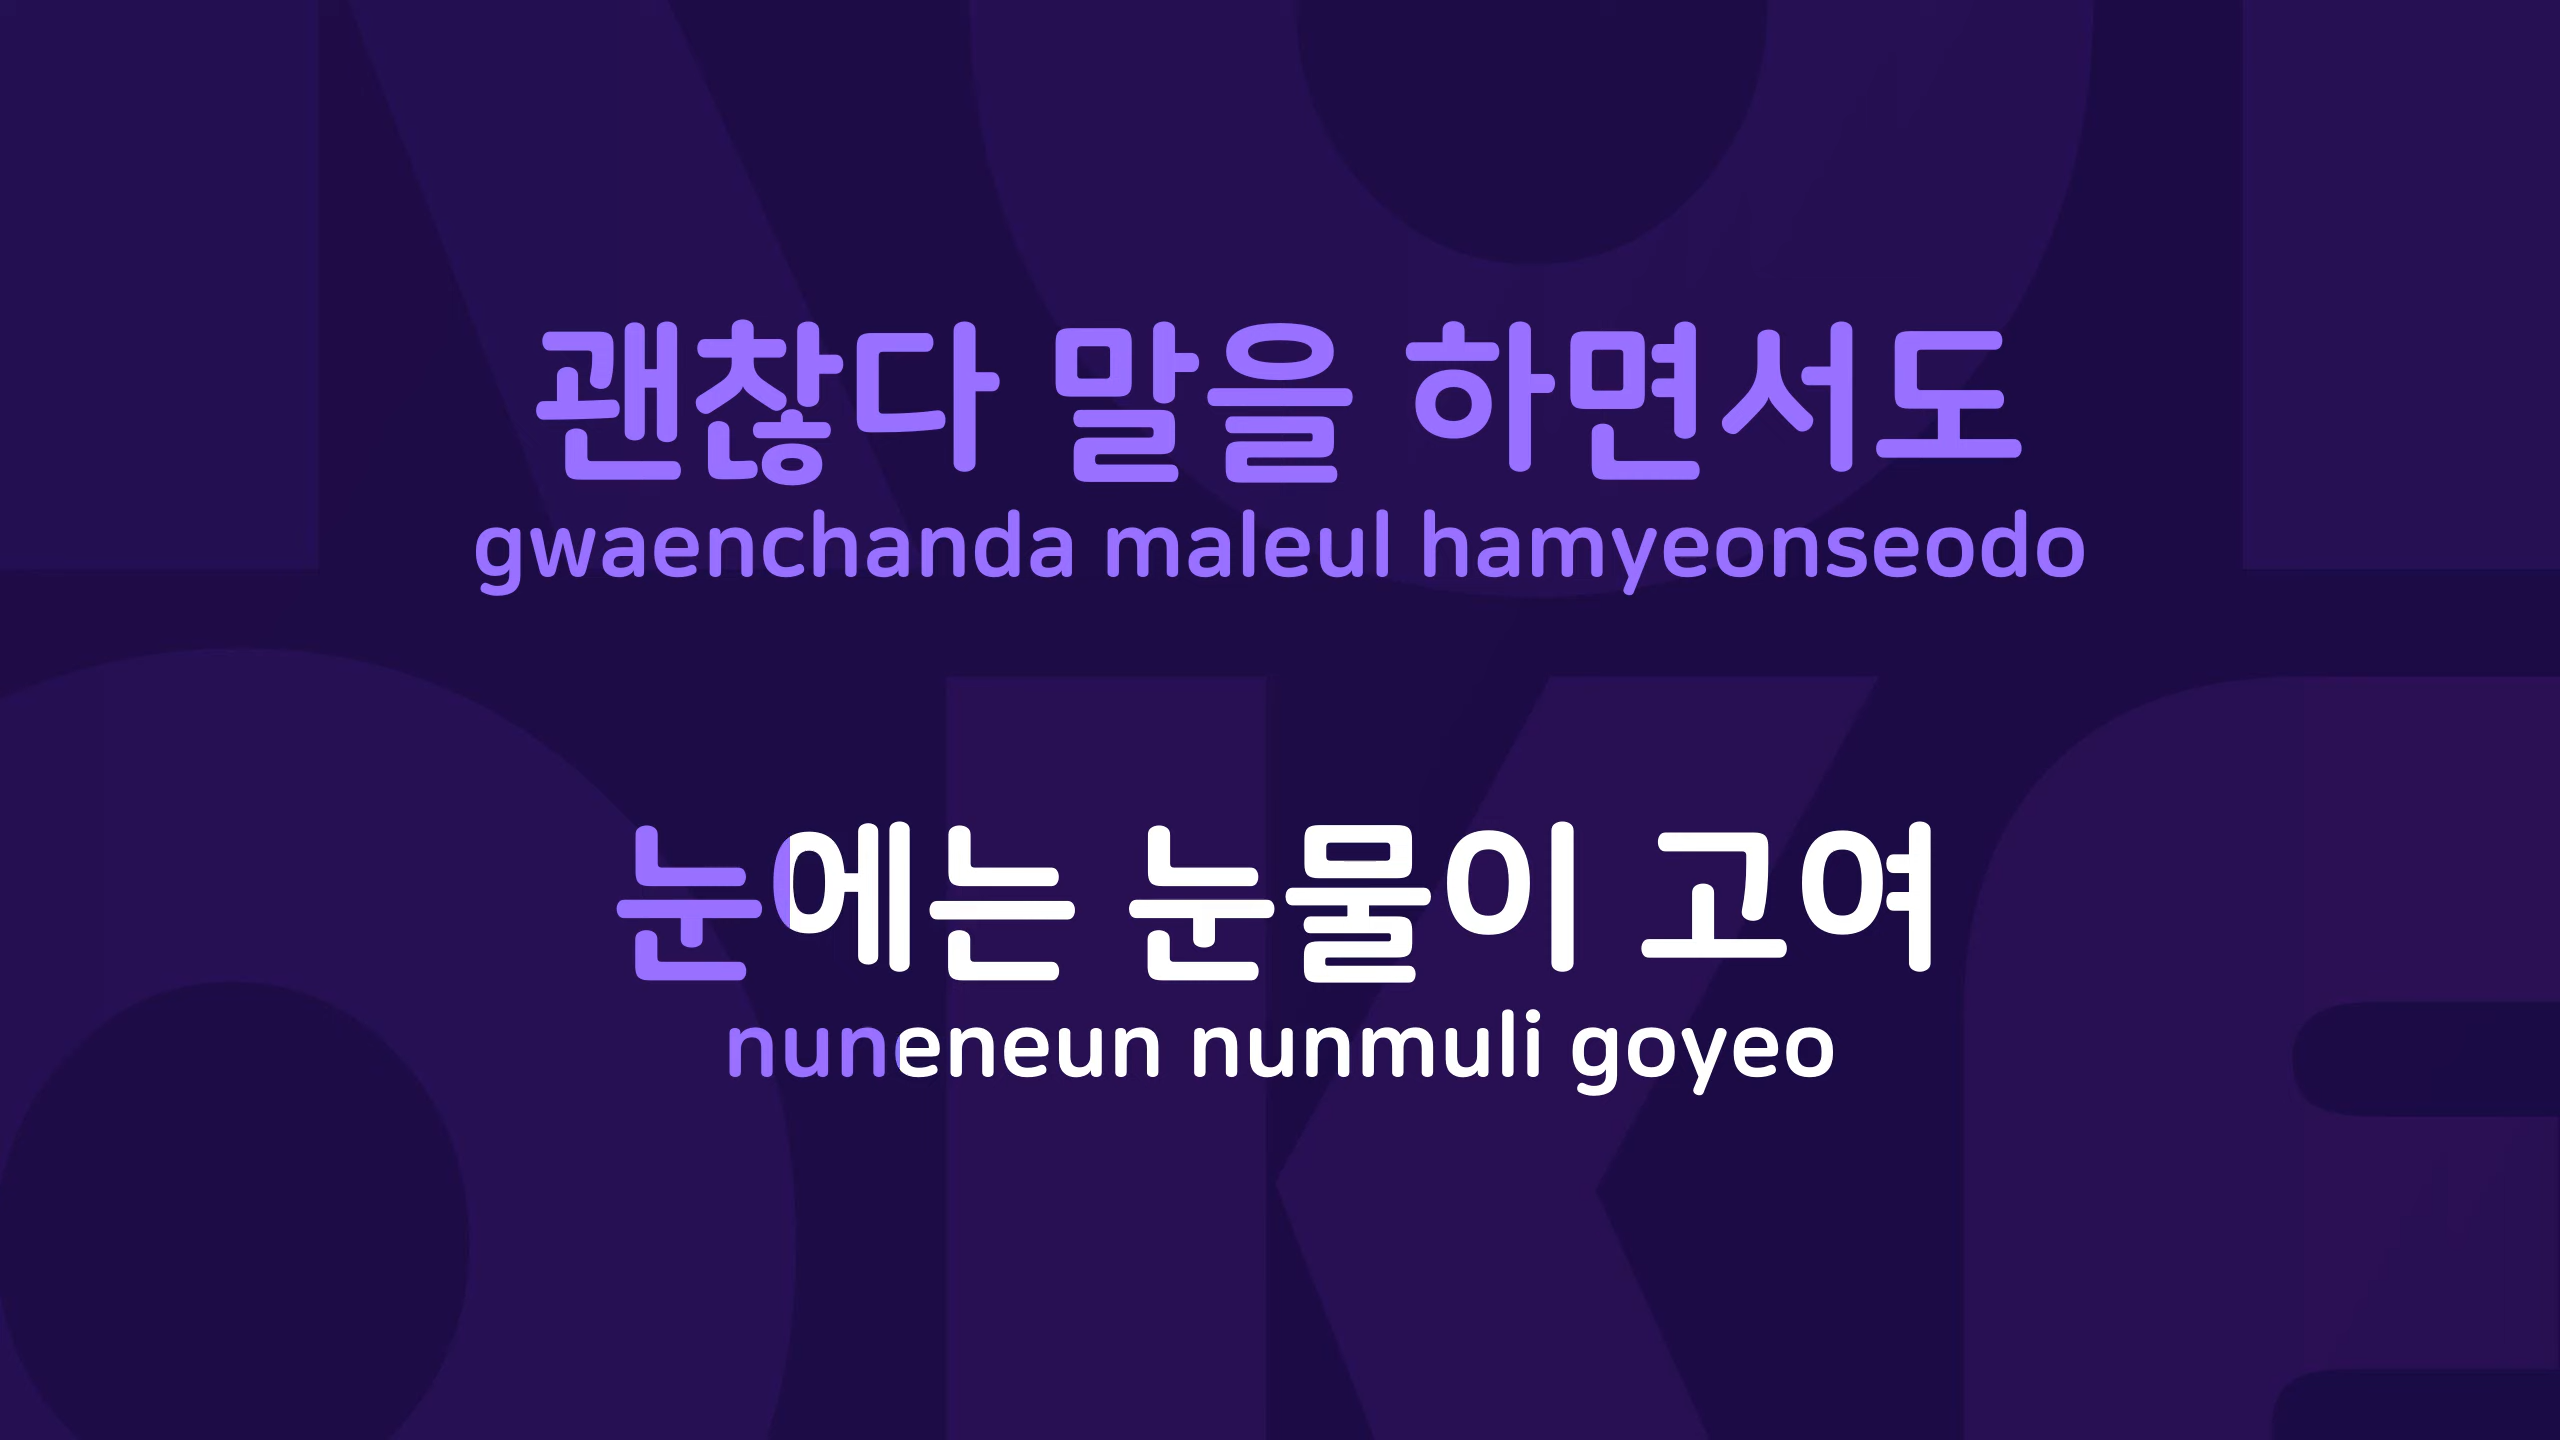 괜찮다 말을 하면서도
gwaenchanda maleul hamyeonseodo
눈에는 눈물이 고여
nuneneun nunmuli goyeo